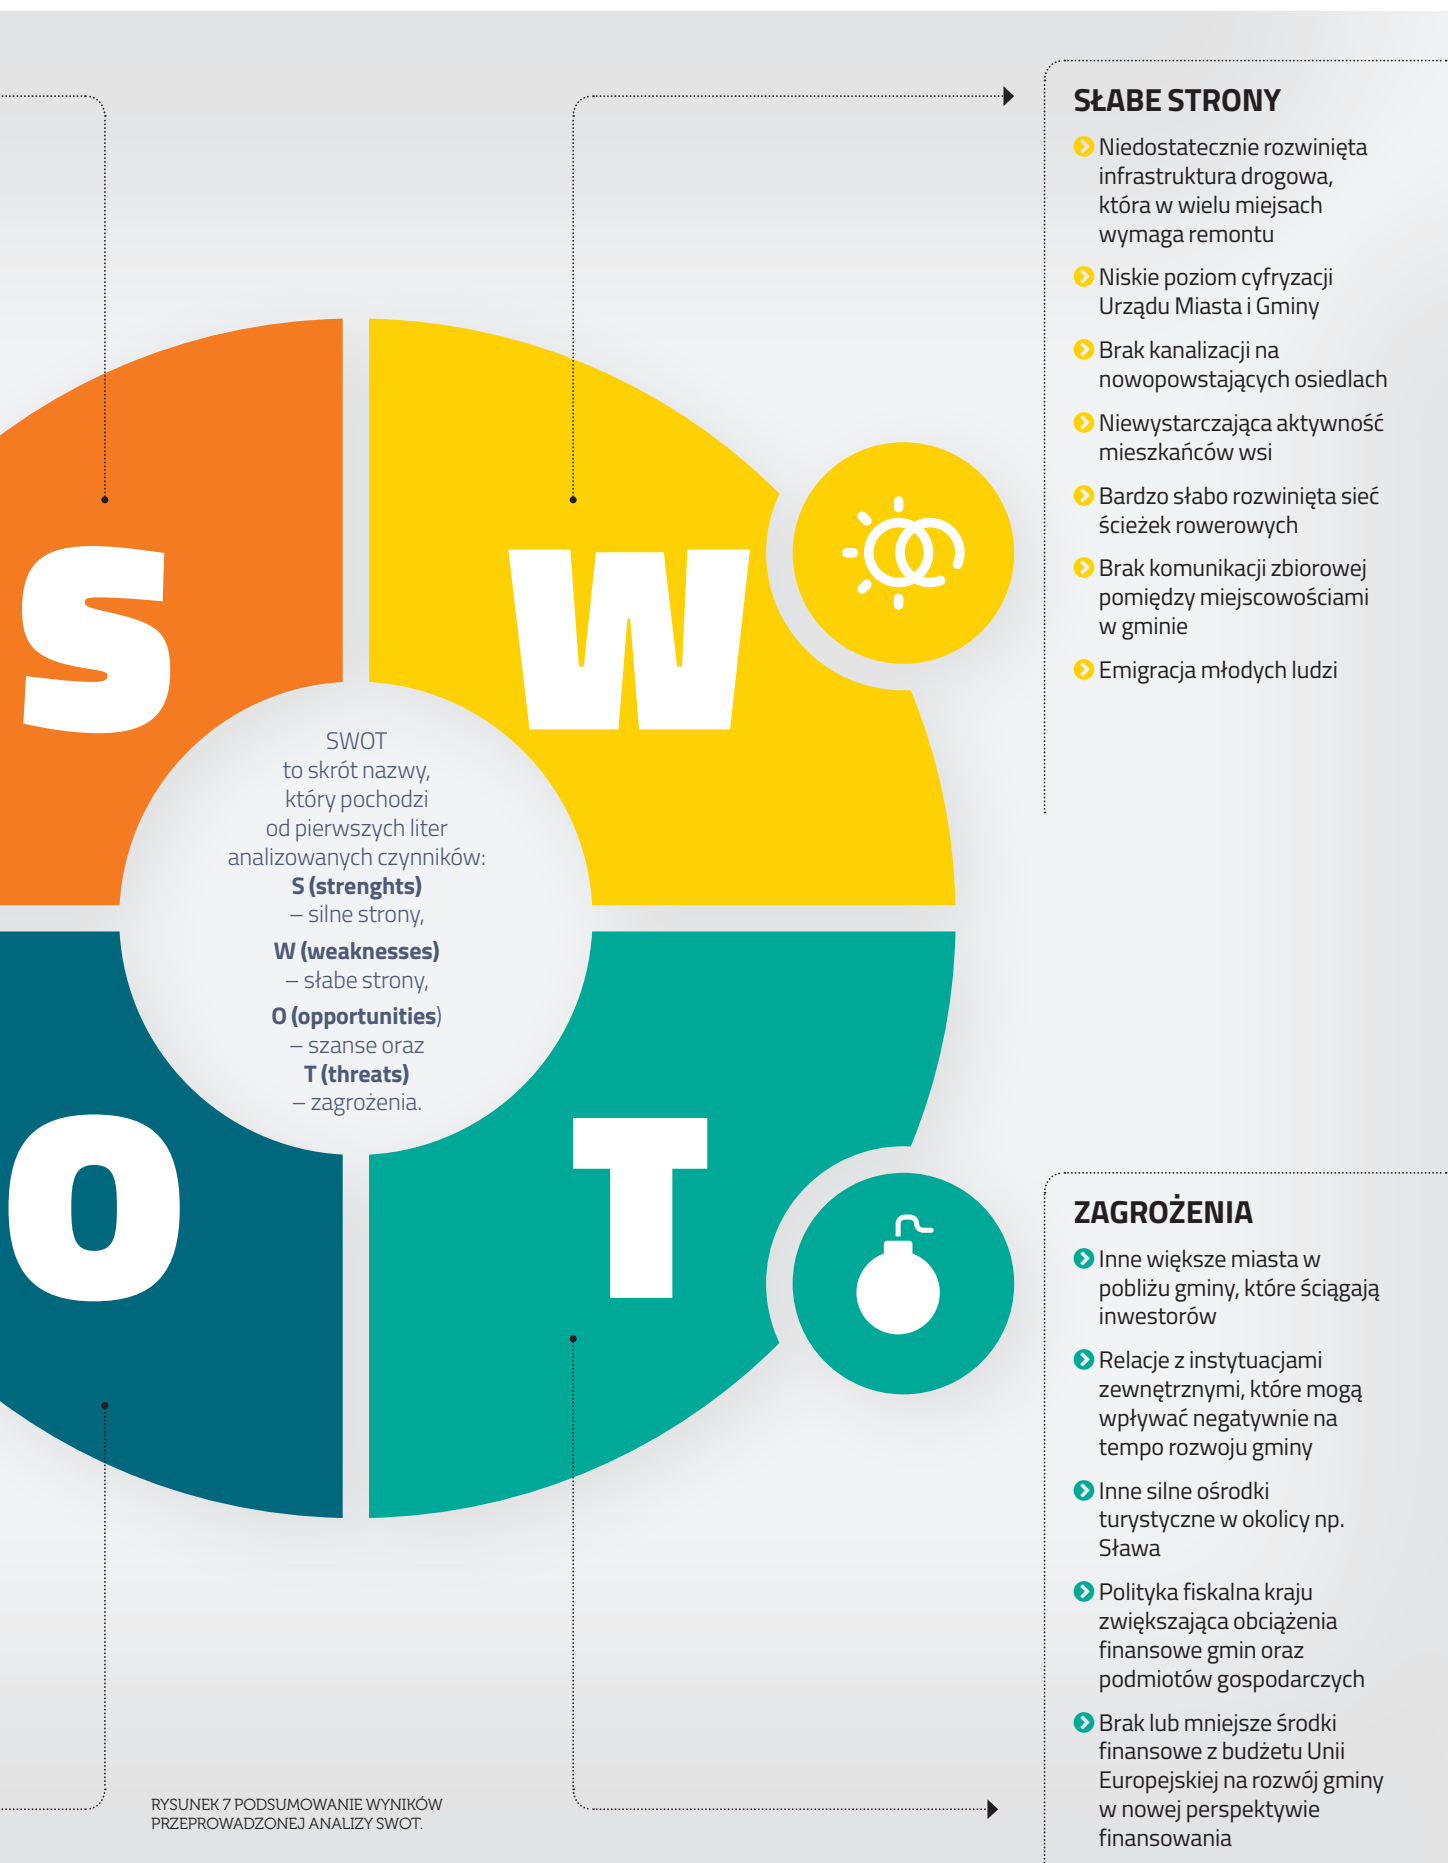 S
W
SWOT
to skrót nazwy,
który pochodzi
od pierwszych liter
analizowanych czynników:
S (strenghts)
– silne strony,
W (weaknesses)
– słabe strony,
O (opportunities)
– szanse oraz
T (threats)
– zagrożenia.
O
T
RYSUNEK 7 PODSUMOWANIE WYNIKÓW
PRZEPROWADZONEJ ANALIZY SWOT.
SŁABE STRONY
Niedostatecznie rozwinięta
infrastruktura drogowa,
która w wielu miejsach
wymaga remontu
Niskie poziom cyfryzacji
Urządu Miasta i Gminy
Brak kanalizacji na
nowopowstających osiedlach
Niewystarczająca aktywność
mieszkańców wsi
Bardzo słabo rozwinięta sieć
ścieżek rowerowych
Brak komunikacji zbiorowej
pomiędzy miejscowościami
w gminie
Emigracja młodych ludzi
ZAGROŻENIA
Inne większe miasta w
pobliżu gminy, które ściągają
inwestorów
Relacje z instytuacjami
zewnętrznymi, które mogą
wpływać negatywnie na
tempo rozwoju gminy
Inne silne ośrodki
turystyczne w okolicy np.
Sława
Polityka fiskalna kraju
zwiększająca obciążenia
finansowe gmin oraz
podmiotów gospodarczych
Brak lub mniejsze środki
finansowe z budżetu Unii
Europejskiej na rozwój gminy
w nowej perspektywie
finansowania